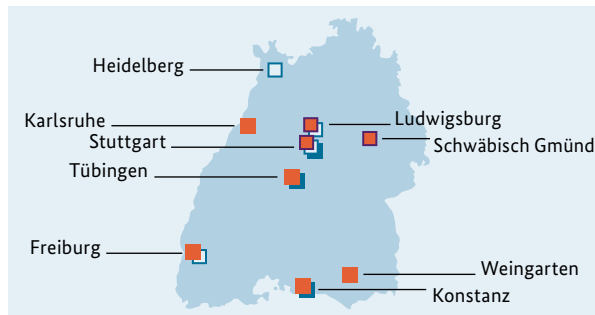 Heidelberg
Karlsruhe
Ludwigsburg
Stuttgart
Schwäbisch Gmünd
Tübingen
Freiburg
Weingarten
Konstanz